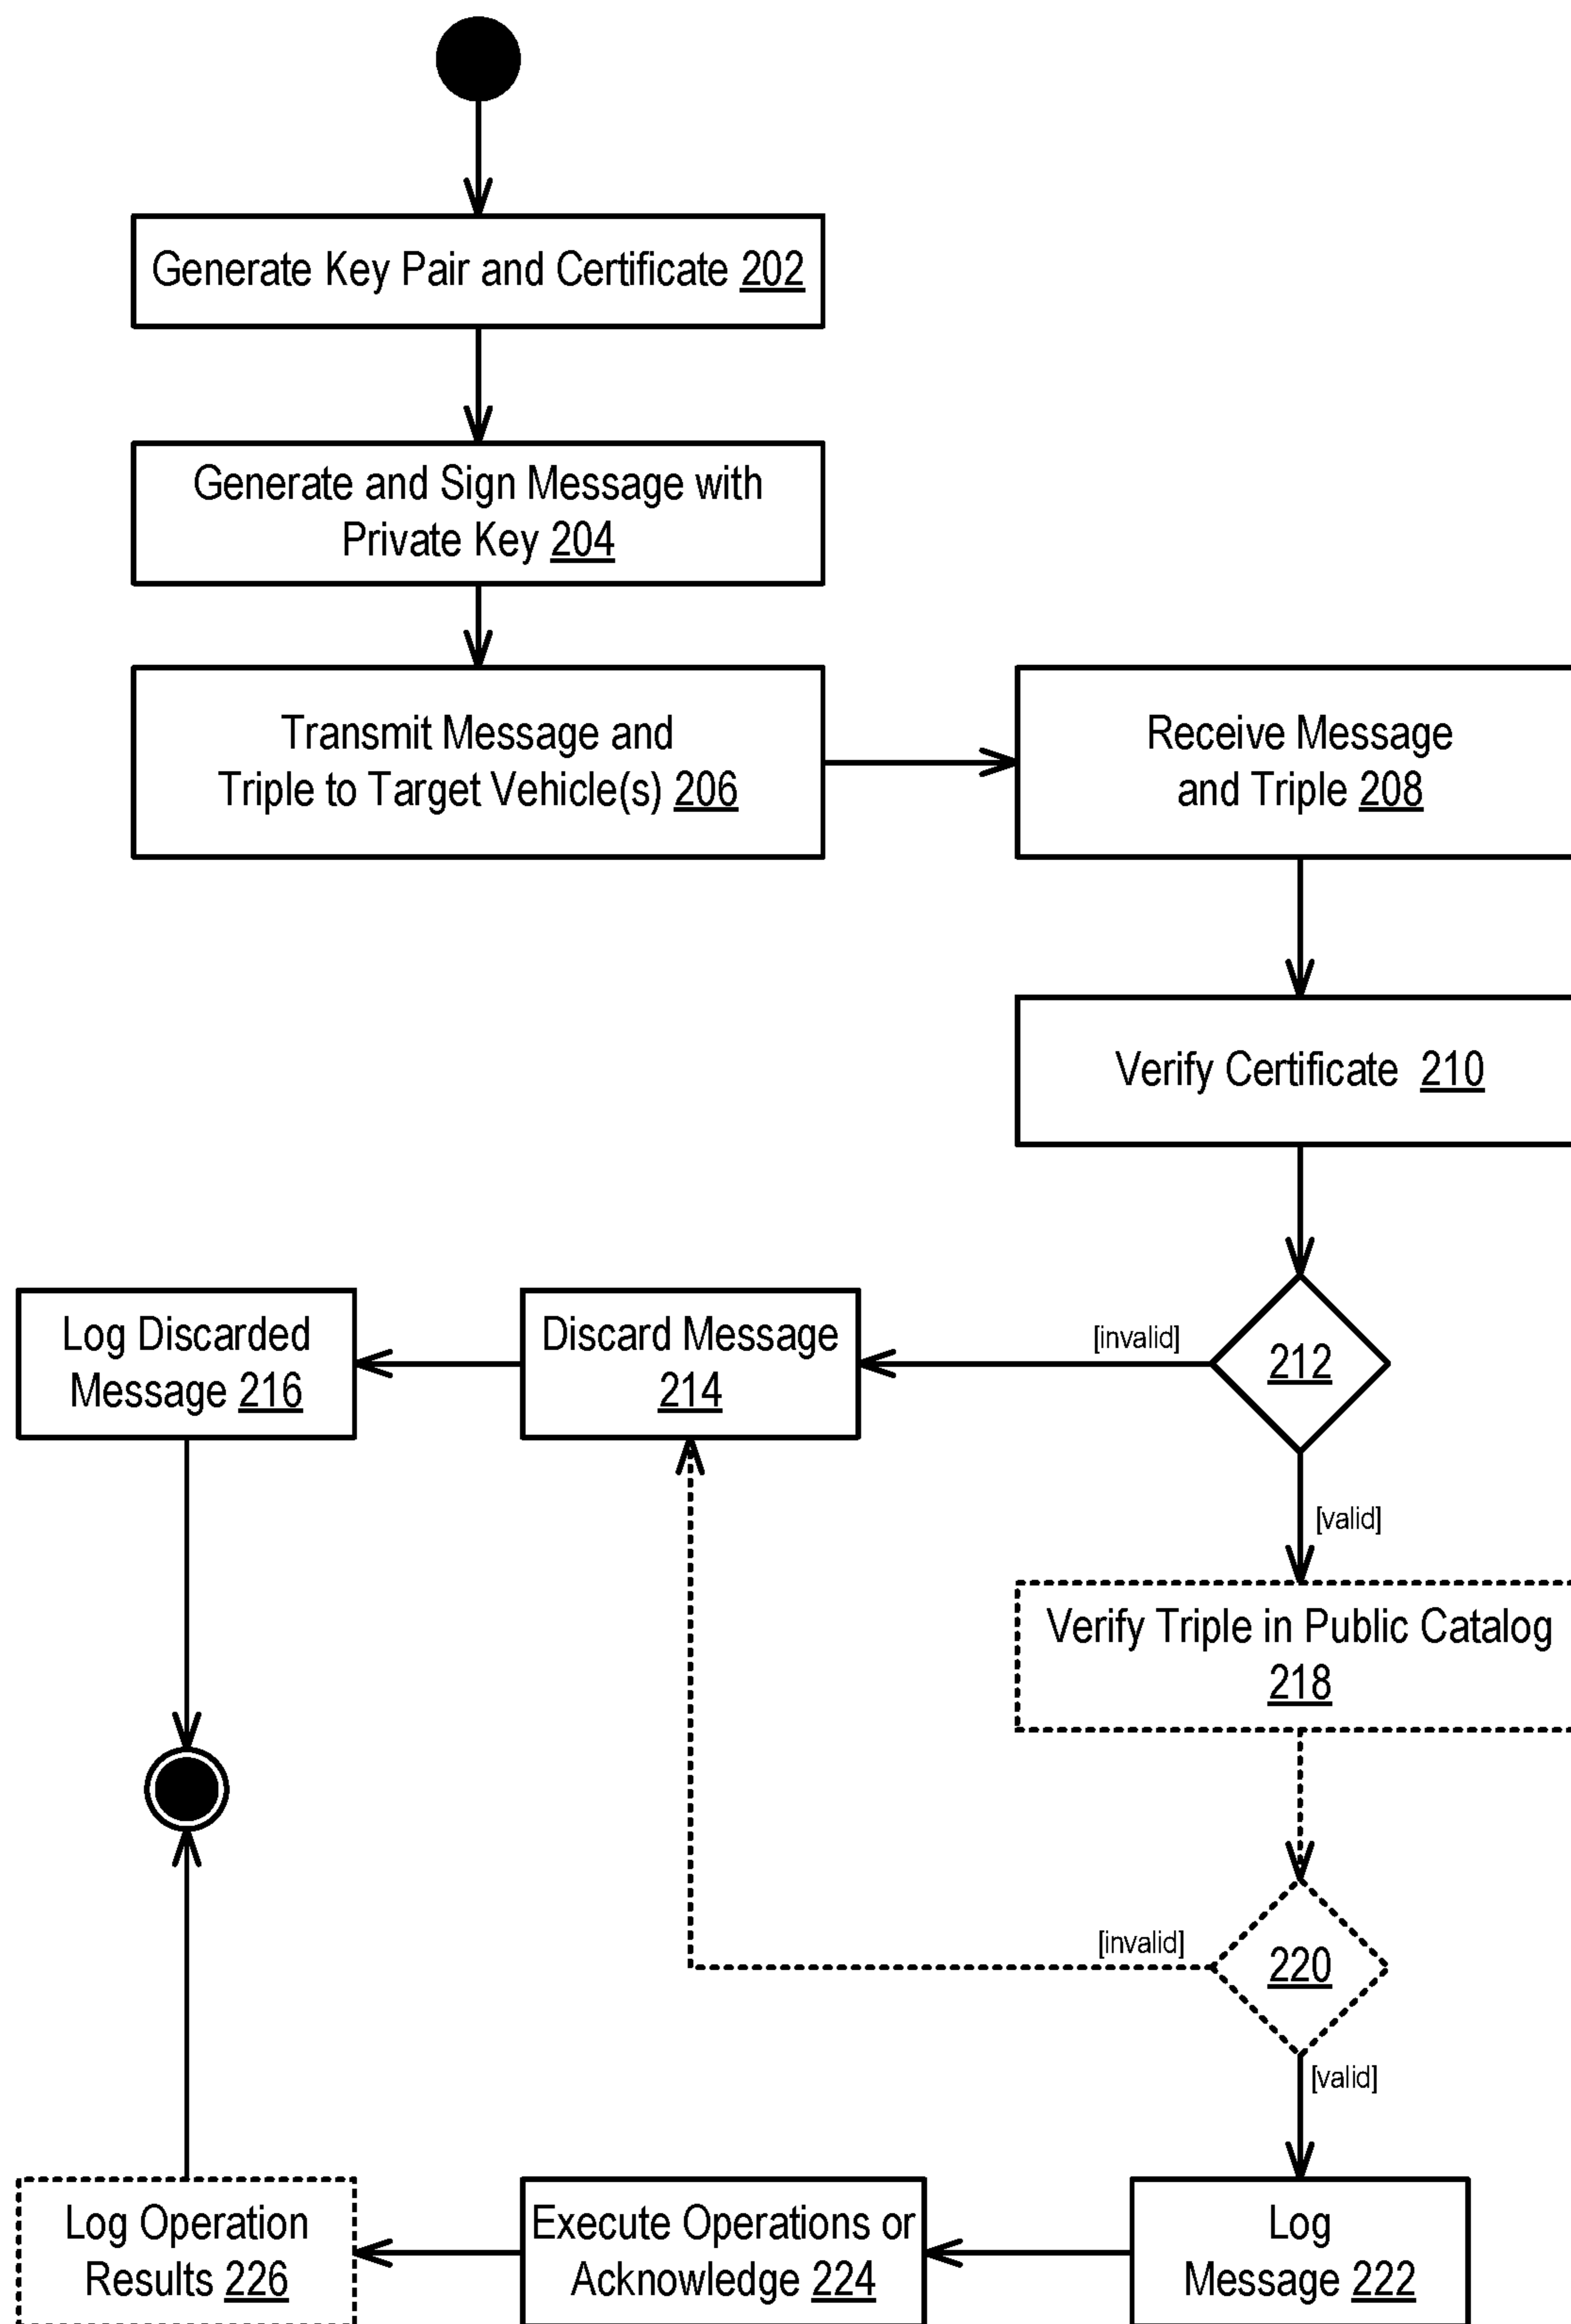 Generate Key Pair and Certificate 202
Generate and Sign Message with
Private Key 204
Transmit Message and
Triple to Target Vehicle(s) 206
Receive Message
and Triple 208
Verify Certificate 210
212
[invalid]
[valid]
Discard Message
214
Log Discarded
Message 216
Verify Triple in Public Catalog
218
220
[invalid]
[valid]
Log
Message 222
Execute Operations or
Acknowledge 224
Log Operation
Results 226